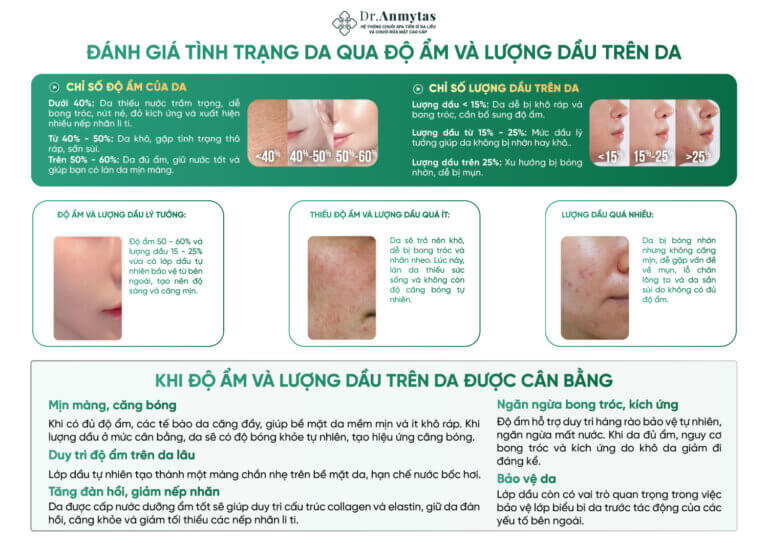 Dr.Anmytas
HỆ THỐNG CHUỖI SPA TIẾN SĨ DA LIỄU
VÀ CHUỖI RỬA MẶT CAO CẤP
ĐÁNH GIÁ TÌNH TRẠNG DA QUA ĐỘ ẨM VÀ LƯỢNG DẦU TRÊN DA
CHỈ SỐ ĐỘ ẨM CỦA DA
Dưới 40%: Da thiếu nước trầm trọng, dễ
bong tróc, nứt nẻ, đỏ kích ứng và xuất hiện
nhiều nếp nhăn li ti.
Từ 40% - 50%: Da khô, gặp tình trạng thô
ráp, sần sùi.
Trên 50% - 60%: Da đủ ẩm, giữ nước tốt và
giúp bạn có làn da mịn màng.
<40% 40%-50% 50%-60%
CHỈ SỐ LƯỢNG DẦU TRÊN DA
Lượng dầu < 15%: Da dễ bị khô ráp và
bong tróc, cần bổ sung độ ẩm.
Lượng dầu từ 15% - 25%: Mức dầu lý
tưởng giúp da không bị nhờn hay khô..
Lượng dầu trên 25%: Xu hướng bị bóng
nhờn, dễ bị mụn.
<15% 15%-25% >25%
ĐỘ ẨM VÀ LƯỢNG DẦU LÝ TƯỞNG:
Độ ẩm 50 - 60% và
lượng dầu 15 - 25%
vừa có lớp dầu tự
nhiên bảo vệ từ bên
ngoài, tạo nên độ
sáng và căng mịn.
THIẾU ĐỘ ẨM VÀ LƯỢNG DẦU QUÁ ÍT:
Da sẽ trở nên khô,
dễ bị bong tróc và
nhăn nheo. Lúc này,
làn da thiếu sức
sống và không còn
độ căng bóng tự
nhiên.
LƯỢNG DẦU QUÁ NHIỀU:
Da bị bóng nhờn
nhưng không căng
mịn, dễ gặp vấn đề
về mụn, lỗ chân
lông to và da sần
sùi do không có đủ
độ ẩm.
KHI ĐỘ ẨM VÀ LƯỢNG DẦU TRÊN DA ĐƯỢC CÂN BẰNG
Mịn màng, căng bóng
Khi có đủ độ ẩm, các tế bào da căng đầy, giúp bề mặt da mềm mịn và ít khô ráp. Khi
lượng dầu ở mức cân bằng, da sẽ có độ bóng khỏe tự nhiên, tạo hiệu ứng căng bóng.
Duy trì độ ẩm trên da lâu
Lớp dầu tự nhiên tạo thành một màng chắn nhẹ trên bề mặt da, hạn chế nước bốc hơi.
Tăng đàn hồi, giảm nếp nhăn
Da được cấp nước dưỡng ẩm tốt sẽ giúp duy trì cấu trúc collagen và elastin, giữ da đàn
hồi, căng khỏe và giảm tối thiểu các nếp nhăn li ti.
Ngăn ngừa bong tróc, kích ứng
Độ ẩm hỗ trợ duy trì hàng rào bảo vệ tự nhiên,
ngăn ngừa mất nước. Khi da đủ ẩm, nguy cơ
bong tróc và kích ứng do khô da giảm đi
đáng kể.
Bảo vệ da
Lớp dầu còn có vai trò quan trọng trong việc
bảo vệ lớp biểu bì da trước tác động của các
yếu tố bên ngoài.